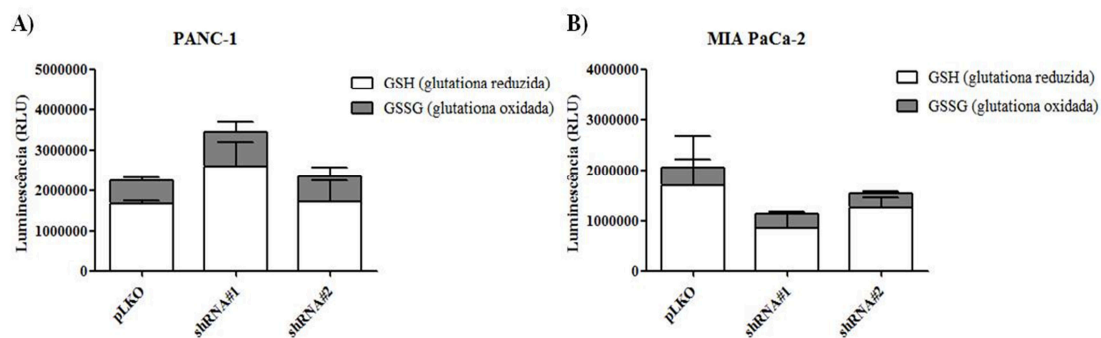 A)
PANC-1
Luminescência (RLU)
5000000
4000000
3000000
2000000
1000000
0
pLKO
shRNA#1
shRNA#2
GSH (glutationa reduzida)
GSSG (glutationa oxidada)
B)
MIA PaCa-2
Luminescência (RLU)
4000000
3000000
2000000
1000000
0
pLKO
shRNA#1
shRNA#2
GSH (glutationa reduzida)
GSSG (glutationa oxidada)